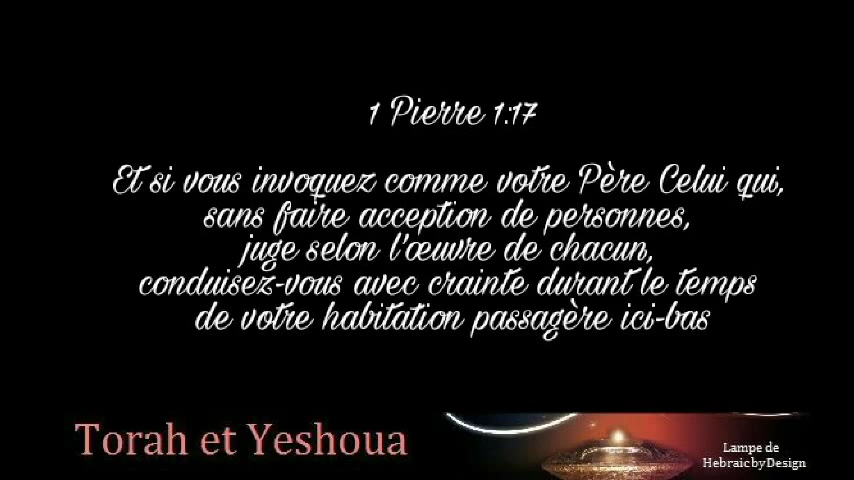 1 Pierre 1:17
Et si vous invoquez comme votre Père Celui qui,
sans faire acception de personnes,
juge selon l'œuvre de chacun,
conduisez-vous avec crainte durant le temps
de votre habitation passagère ici-bas
Torah et Yeshoua
Lampe de
HebraicbyDesign